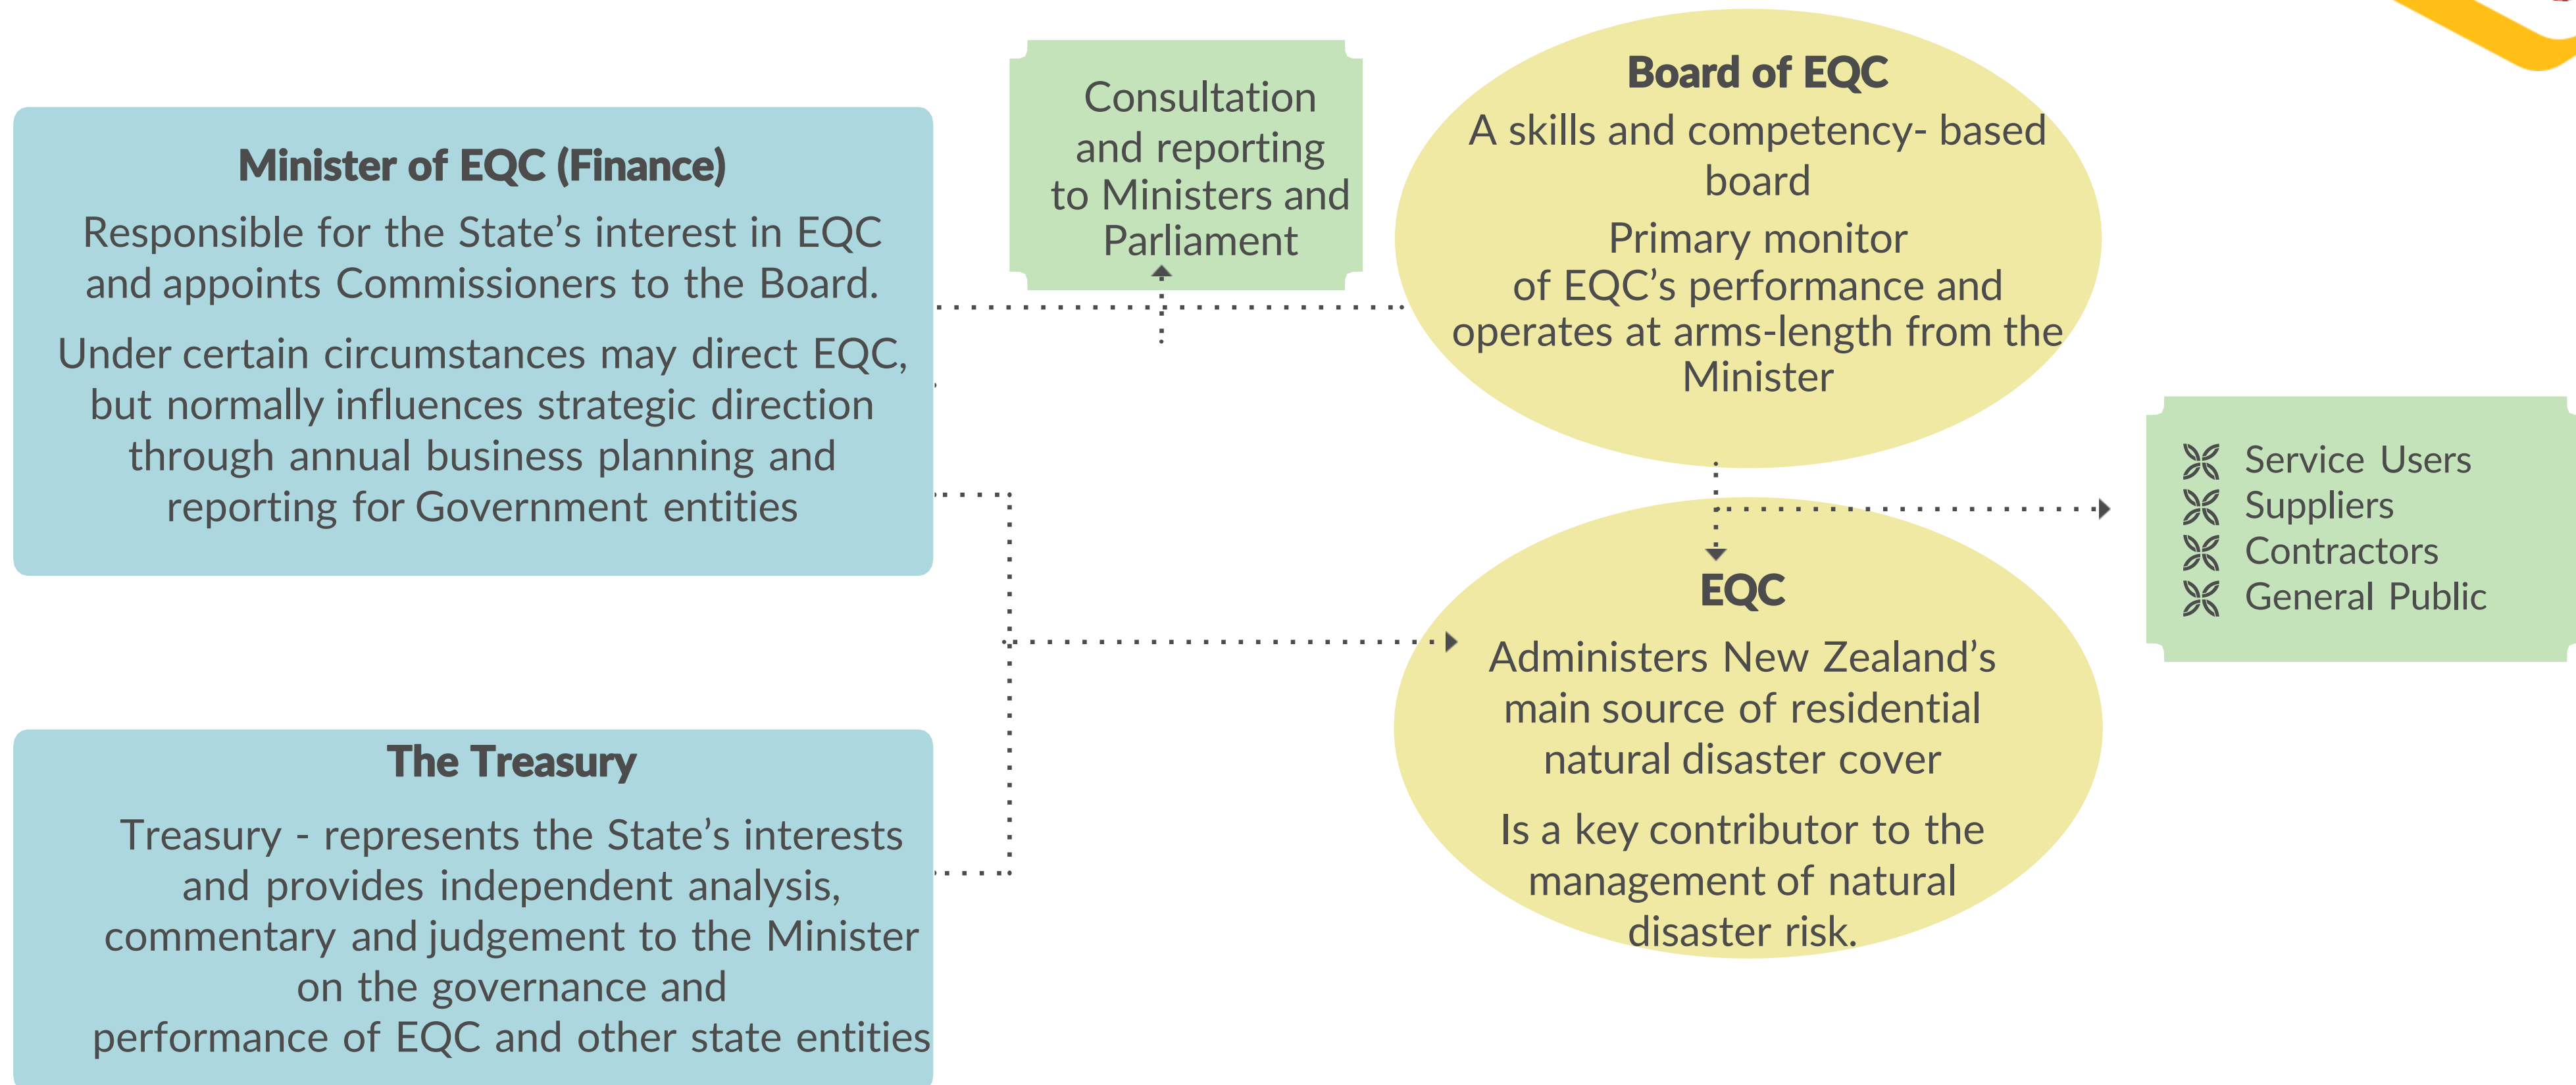 Minister of EQC (Finance)
Responsible for the State’s interest in EQC
and appoints Commissioners to the Board.
Under certain circumstances may direct EQC,
but normally influences strategic direction
through annual business planning and
reporting for Government entities
The Treasury
Treasury - represents the State’s interests
and provides independent analysis,
commentary and judgement to the Minister
on the governance and
performance of EQC and other state entities
Consultation
and reporting
to Ministers and
Parliament
Board of EQC
A skills and competency- based
board
Primary monitor
of EQC’s performance and
operates at arms-length from the
Minister
EQC
Administers New Zealand’s
main source of residential
natural disaster cover
Is a key contributor to the
management of natural
disaster risk.
Service Users
Suppliers
Contractors
General Public